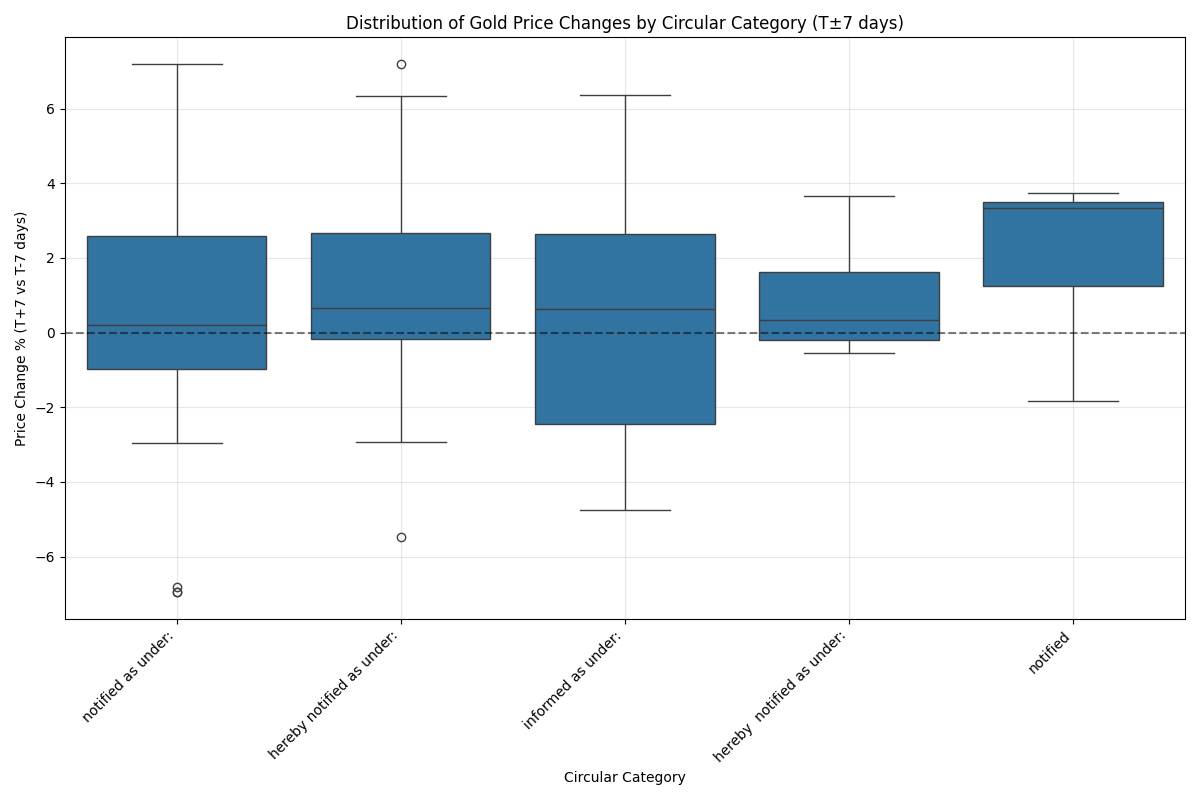 Distribution of Gold Price Changes by Circular Category (T±7 days)
Price Change % (T+7 vs T-7 days)
6
4
2
0
−2
−4
−6
notified as under:
hereby notified as under:
informed as under:
hereby  notified as under:
notified
Circular Category